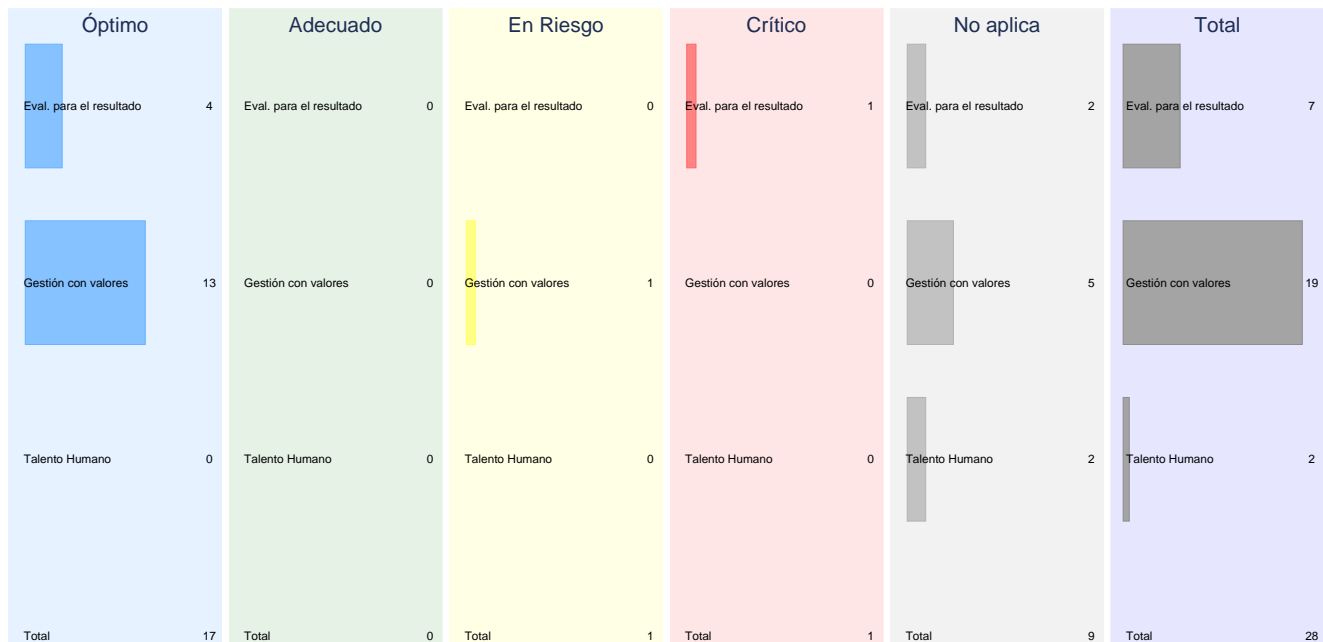 Óptimo Adecuado En Riesgo Crítico No aplica Total
Eval. para el resultado 4 Eval. para el resultado 0 Eval. para el resultado 0 Eval. para el resultado 1 Eval. para el resultado 2 Eval. para el resultado 7
Gestión con valores 13 Gestión con valores 0 Gestión con valores 1 Gestión con valores 0 Gestión con valores 5 Gestión con valores 19
Talento Humano 0 Talento Humano 0 Talento Humano 0 Talento Humano 0 Talento Humano 2 Talento Humano 2
Total 17 Total 0 Total 1 Total 1 Total 9 Total 28